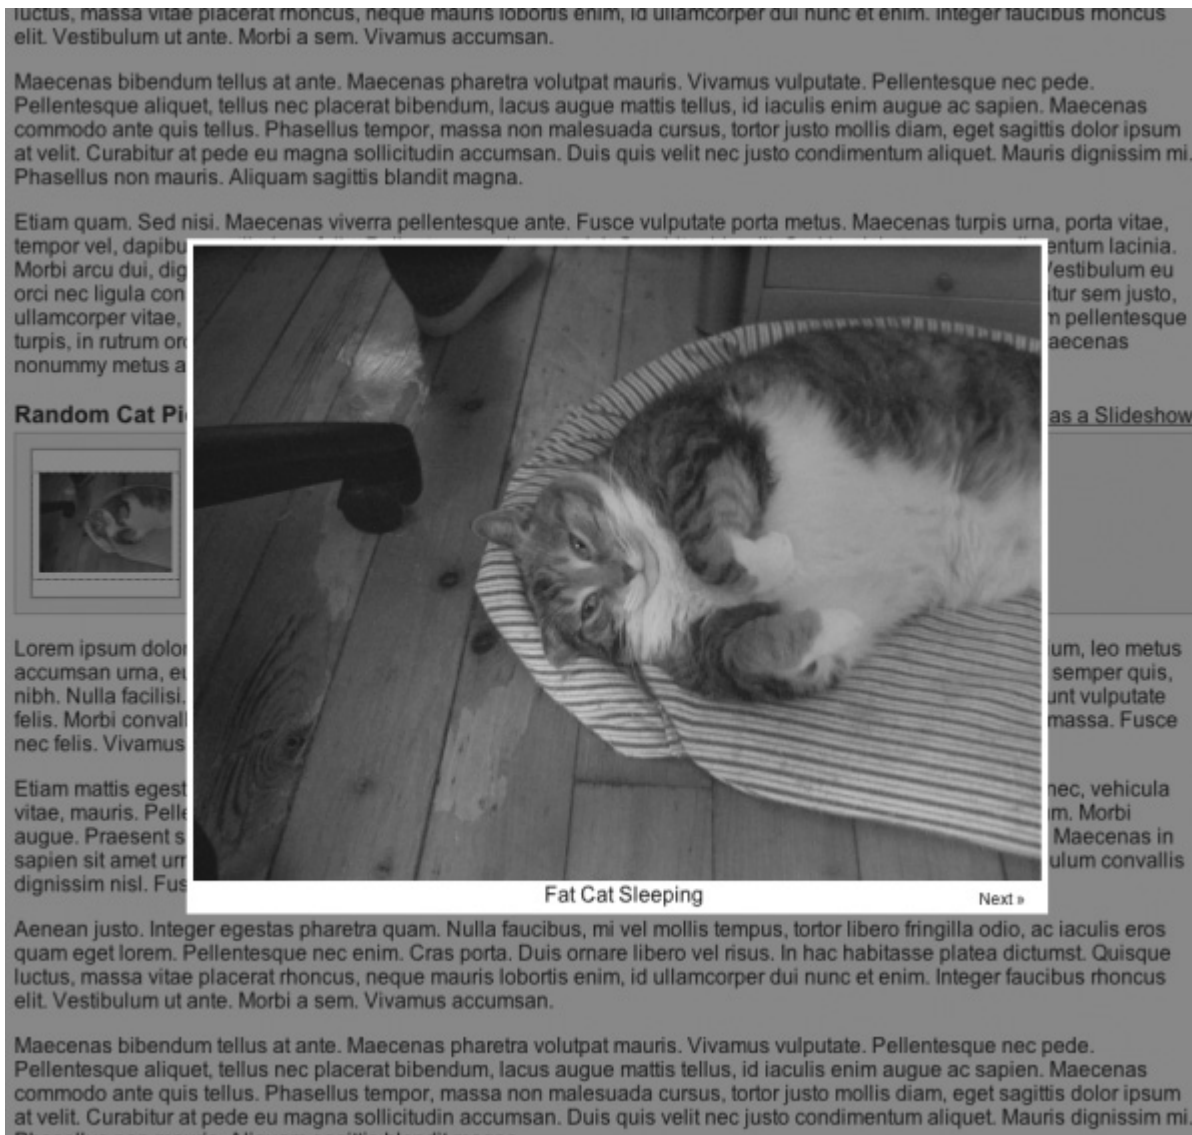 luctus, massa vitae placerat rhoncus, neque mauris lobortis enim, id ullamcorper dui nunc et enim. Integer faucibus rhoncus
elit. Vestibulum ut ante. Morbi a sem. Vivamus accumsan.
Maecenas bibendum tellus at ante. Maecenas pharetra volutpat mauris. Vivamus vulputate. Pellentesque nec pede.
Pellentesque aliquet, tellus nec placerat bibendum, lacus augue mattis tellus, id iaculis enim augue ac sapien. Maecenas
commodo ante quis tellus. Phasellus tempor, massa non malesuada cursus, tortor justo mollis diam, eget sagittis dolor ipsum
at velit. Curabitur at pede eu magna sollicitudin accumsan. Duis quis velit nec justo condimentum aliquet. Mauris dignissim mi.
Phasellus non mauris. Aliquam sagittis blandit magna.
Etiam quam. Sed nisi. Maecenas viverra pellentesque ante. Fusce vulputate porta metus. Maecenas turpis urna, porta vitae,
tempor vel, dapibu entum lacinia.
Morbi arcu dui, dig Vestibulum eu
orci nec ligula con itur sem justo,
ullamcorper vitae, m pellentesque
turpis, in rutrum orc aecenas
nonummy metus a
Random Cat Pi as a Slideshow
Lorem ipsum dolor um, leo metus
accumsan urna, eu semper quis,
nibh. Nulla facilisi. unt vulputate
felis. Morbi convall massa. Fusce
nec felis. Vivamus
Etiam mattis egest nec, vehicula
vitae, mauris. Pelle m. Morbi
augue. Praesent s Maecenas in
sapien sit amet urn ulum convallis
dignissim nisl. Fus
Fat Cat Sleeping
Next »
Aenean justo. Integer egestas pharetra quam. Nulla faucibus, mi vel mollis tempus, tortor libero fringilla odio, ac iaculis eros
quam eget lorem. Pellentesque nec enim. Cras porta. Duis ornare libero vel risus. In hac habitasse platea dictumst. Quisque
luctus, massa vitae placerat rhoncus, neque mauris lobortis enim, id ullamcorper dui nunc et enim. Integer faucibus rhoncus
elit. Vestibulum ut ante. Morbi a sem. Vivamus accumsan.
Maecenas bibendum tellus at ante. Maecenas pharetra volutpat mauris. Vivamus vulputate. Pellentesque nec pede.
Pellentesque aliquet, tellus nec placerat bibendum, lacus augue mattis tellus, id iaculis enim augue ac sapien. Maecenas
commodo ante quis tellus. Phasellus tempor, massa non malesuada cursus, tortor justo mollis diam, eget sagittis dolor ipsum
at velit. Curabitur at pede eu magna sollicitudin accumsan. Duis quis velit nec justo condimentum aliquet. Mauris dignissim mi.